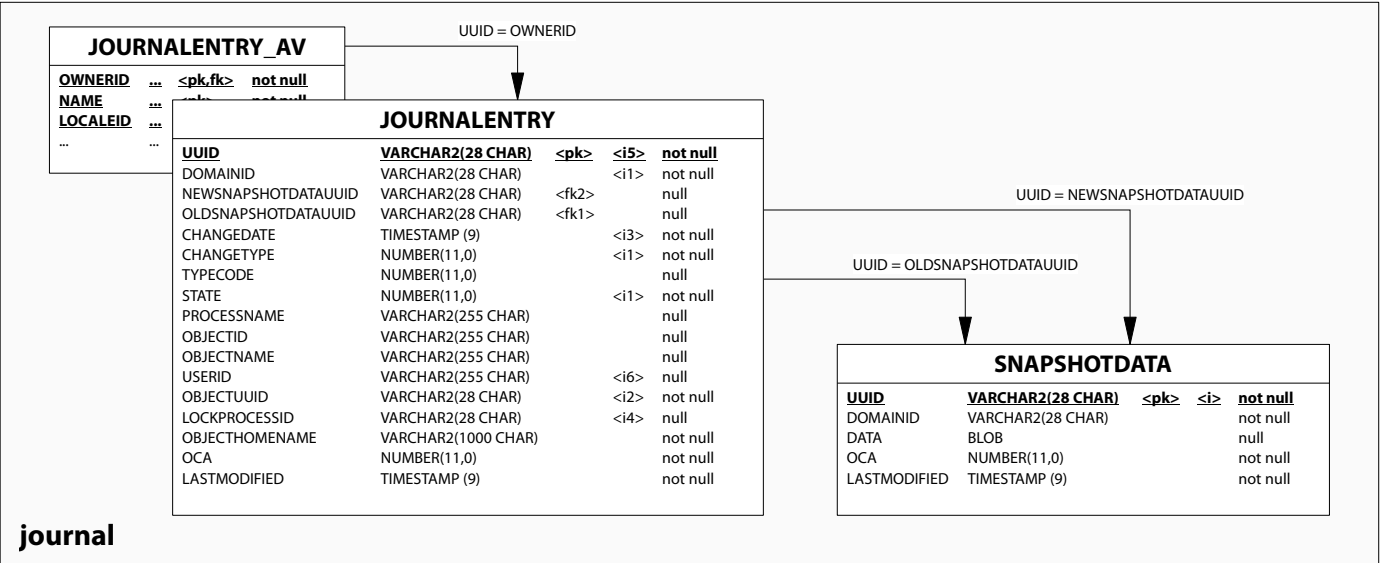 UUID = OWNERID
JOURNALENTRY_AV
OWNERID ... <pk,fk> not null
NAME ... <pk> not null
LOCALEID ...
... ...
JOURNALENTRY
UUID VARCHAR2(28 CHAR) <pk> <i5> not null
DOMAINID VARCHAR2(28 CHAR) <i1> not null
NEWSNAPSHOTDATAUUID VARCHAR2(28 CHAR) <fk2> null
OLDSNAPSHOTDATAUUID VARCHAR2(28 CHAR) <fk1> null
CHANGEDATE TIMESTAMP (9) <i3> not null
CHANGETYPE NUMBER(11,0) <i1> not null
TYPECODE NUMBER(11,0) null
STATE NUMBER(11,0) <i1> not null
PROCESSNAME VARCHAR2(255 CHAR) null
OBJECTID VARCHAR2(255 CHAR) null
OBJECTNAME VARCHAR2(255 CHAR) null
USERID VARCHAR2(255 CHAR) <i6> null
OBJECTUUID VARCHAR2(28 CHAR) <i2> not null
LOCKPROCESSID VARCHAR2(28 CHAR) <i4> null
OBJECTHOMENAME VARCHAR2(1000 CHAR) not null
OCA NUMBER(11,0) not null
LASTMODIFIED TIMESTAMP (9) not null
UUID = NEWSNAPSHOTDATAUUID
UUID = OLDSNAPSHOTDATAUUID
SNAPSHOTDATA
UUID VARCHAR2(28 CHAR) <pk> <i> not null
DOMAINID VARCHAR2(28 CHAR) not null
DATA BLOB null
OCA NUMBER(11,0) not null
LASTMODIFIED TIMESTAMP (9) not null
journal